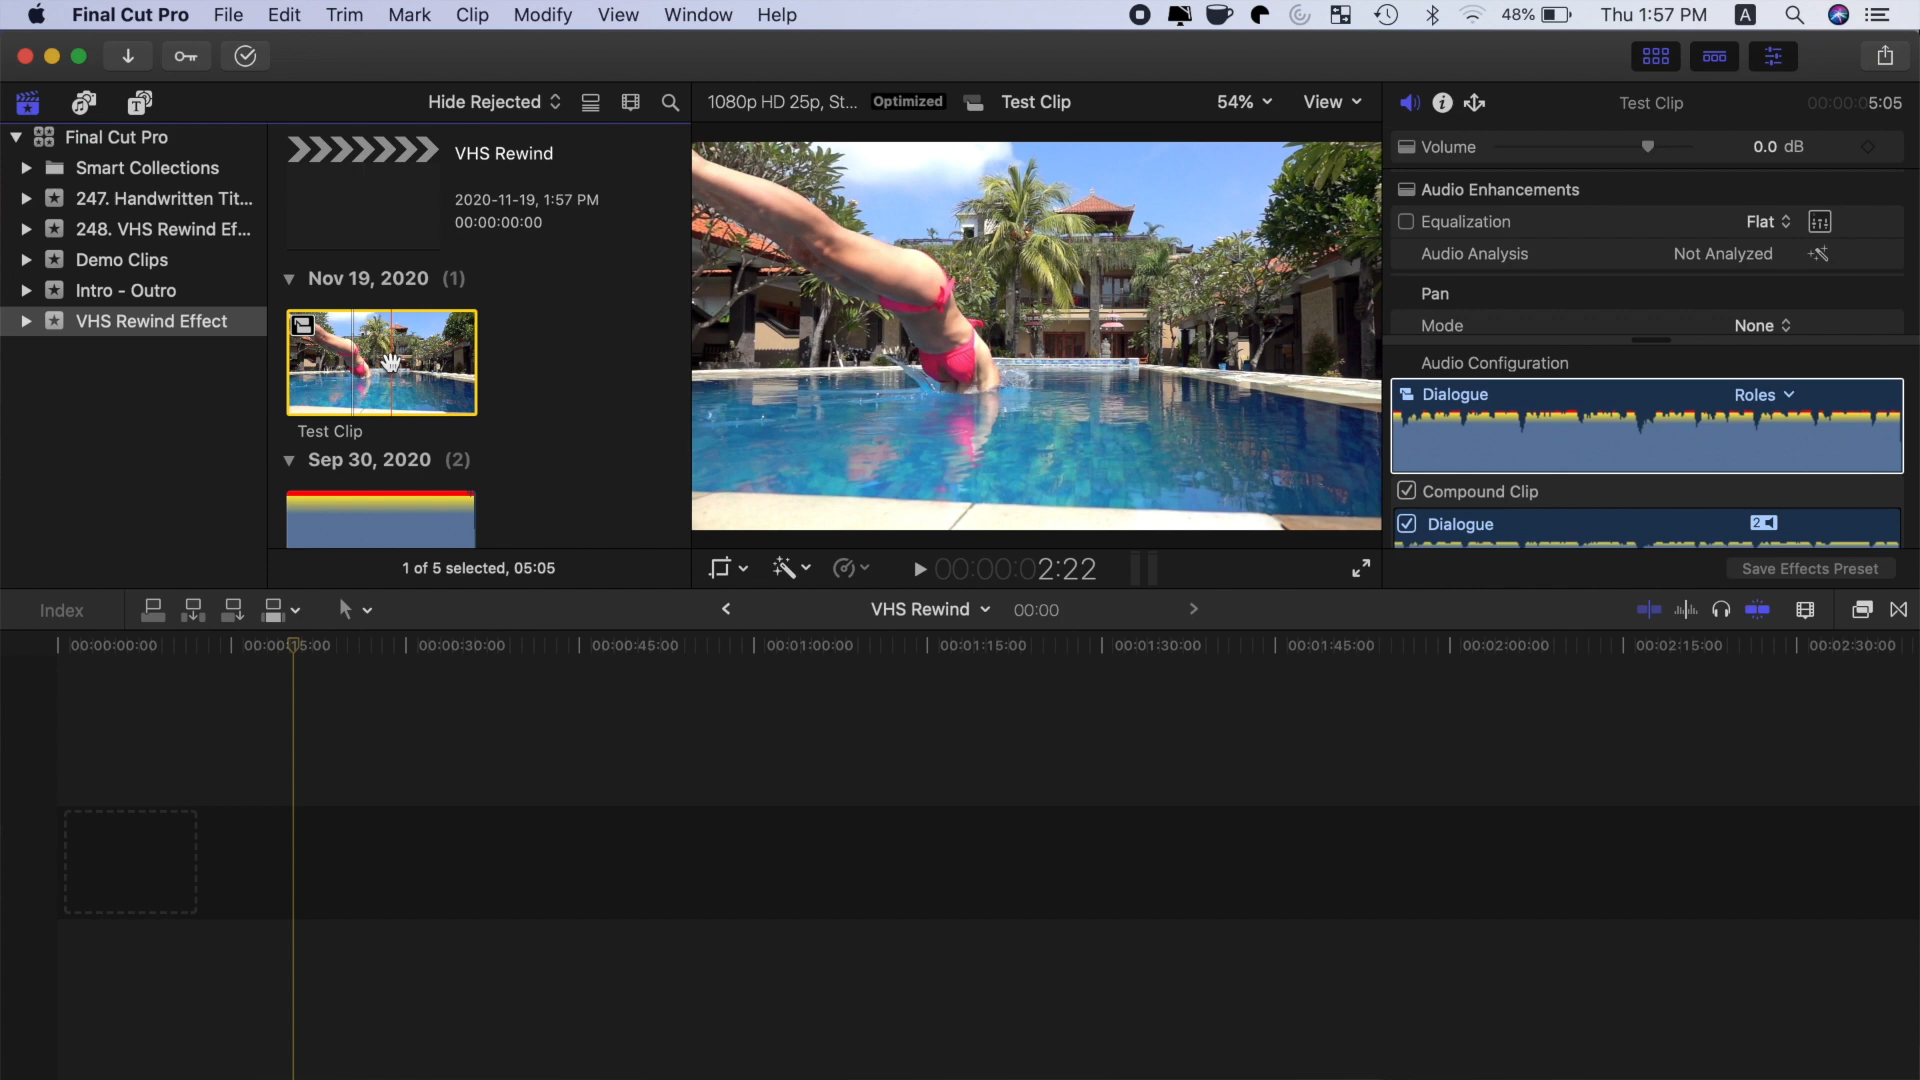 Final Cut Pro File Edit Trim Mark Clip Modify View Window Help 48% Thu 1:57 PM A
Hide Rejected
1080p HD 25p, St... Optimized Test Clip 54% View
Test Clip 00:00:05:05
Final Cut Pro
Smart Collections
247. Handwritten Tit...
248. VHS Rewind Ef...
Demo Clips
Intro - Outro
VHS Rewind Effect
VHS Rewind
2020-11-19, 1:57 PM
00:00:00:00
Nov 19, 2020 (1)
Test Clip
Sep 30, 2020 (2)
1 of 5 selected, 05:05
00:00:02:22
Volume 0.0 dB
Audio Enhancements
Equalization Flat
Audio Analysis Not Analyzed
Pan
Mode None
Audio Configuration
Dialogue Roles
Compound Clip
Dialogue 2
Save Effects Preset
Index VHS Rewind 00:00
00:00:00:00 00:00:15:00 00:00:30:00 00:00:45:00 00:01:00:00 00:01:15:00 00:01:30:00 00:01:45:00 00:02:00:00 00:02:15:00 00:02:30:00